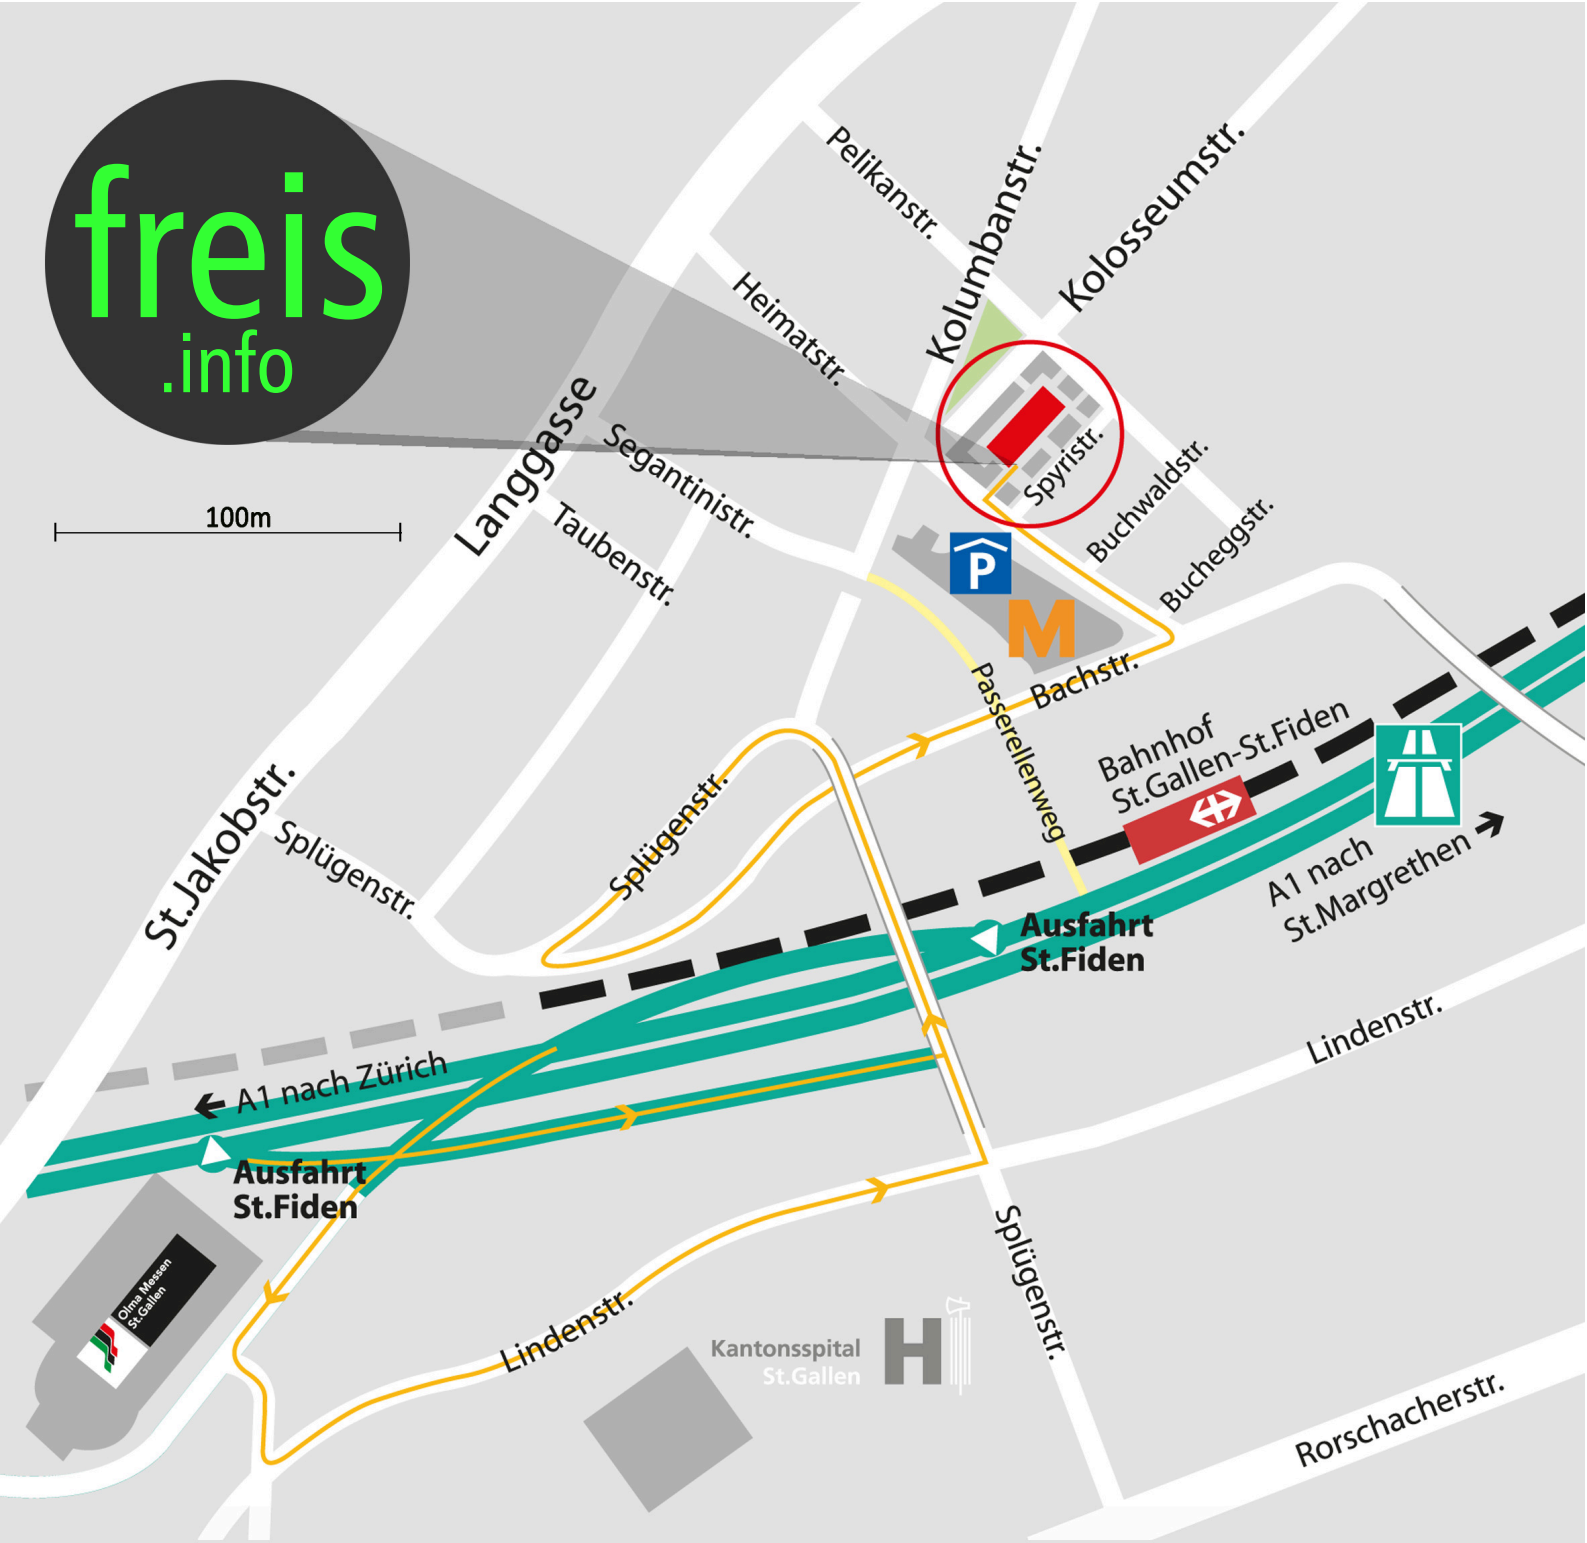 freis
.info
100m
Pelikanstr.
Kolumbanstr.
Kolosseumstr.
Heimatstr.
Langgasse
Segantinistr.
Taubenstr.
Spyristr.
Buchwaldstr.
Bucheggstr.
P
M
Bachstr.
Passerellenweg
Bahnhof
St.Gallen-St.Fiden
St.Jakobstr.
Splügenstr.
Splügenstr.
A1 nach
St.Margrethen
Ausfahrt
St.Fiden
Lindenstr.
A1 nach Zürich
Ausfahrt
St.Fiden
Olma Messen
St.Gallen
Lindenstr.
Splügenstr.
Kantonsspital
St.Gallen
H
Rorschacherstr.